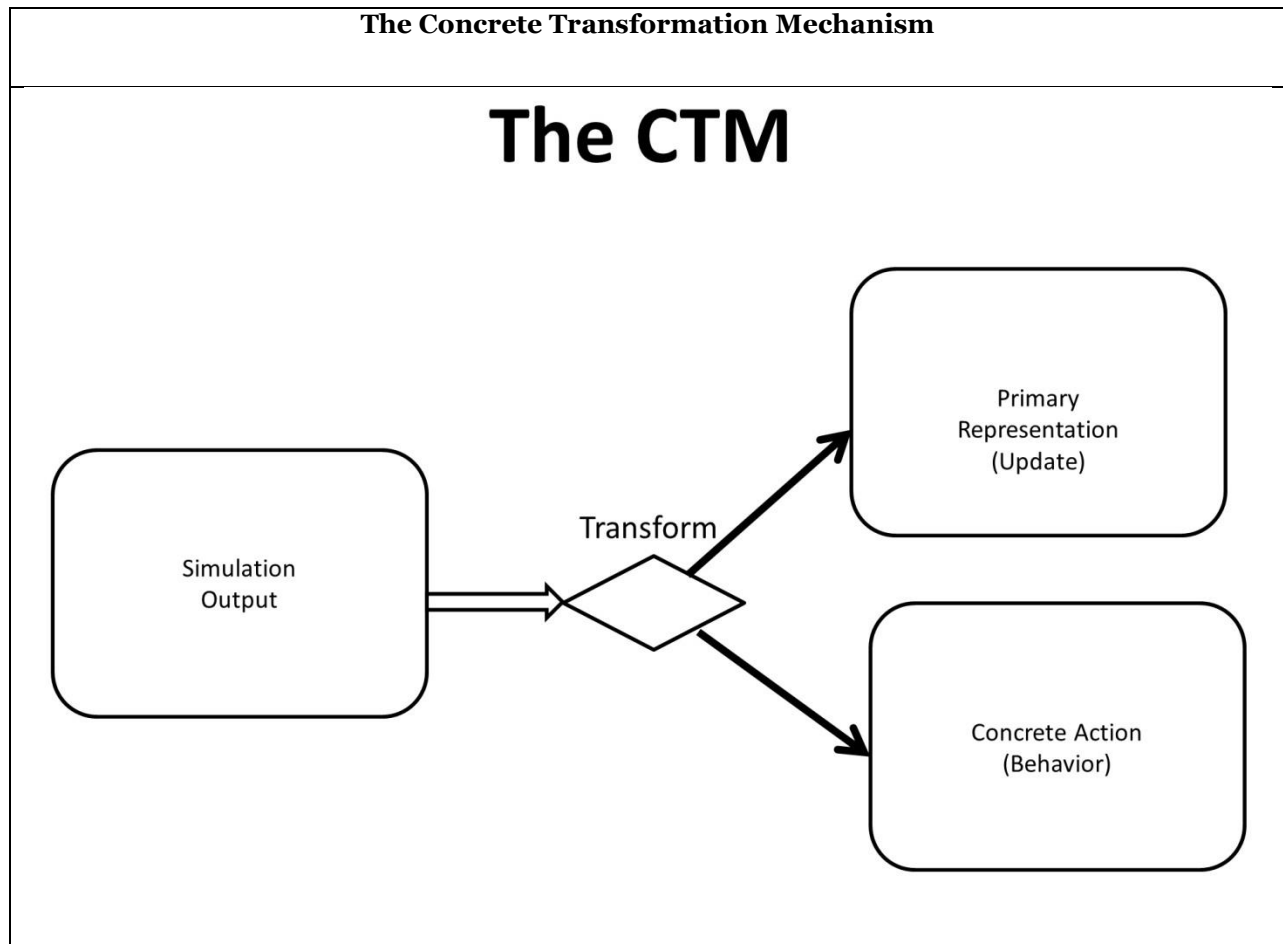 The Concrete Transformation Mechanism
The CTM
Primary
Representation
(Update)
Transform
Simulation
Output
Concrete Action
(Behavior)